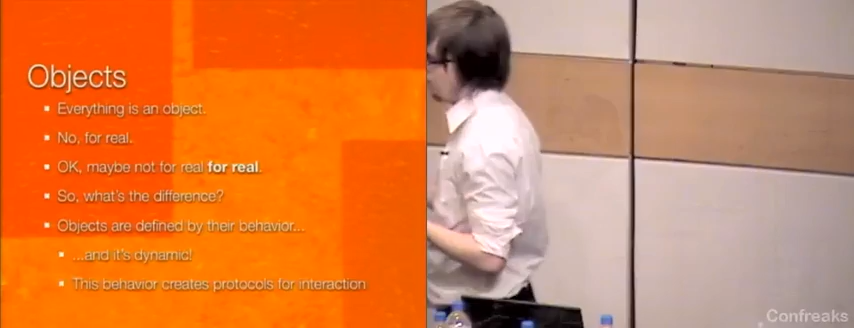 Objects
Everything is an object.
No, for real.
OK, maybe not for real for real.
So, what's the difference?
Objects are defined by their behavior...
...and it's dynamic!
This behavior creates protocols for interaction
Confreaks